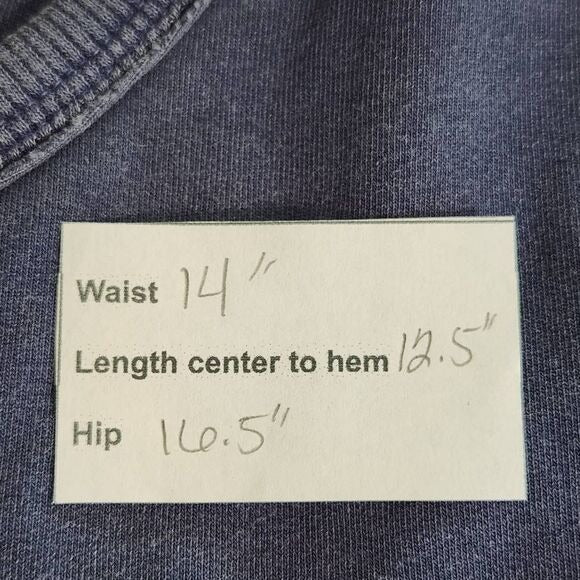 Waist 14"
Length center to hem 12.5"
Hip 16.5"